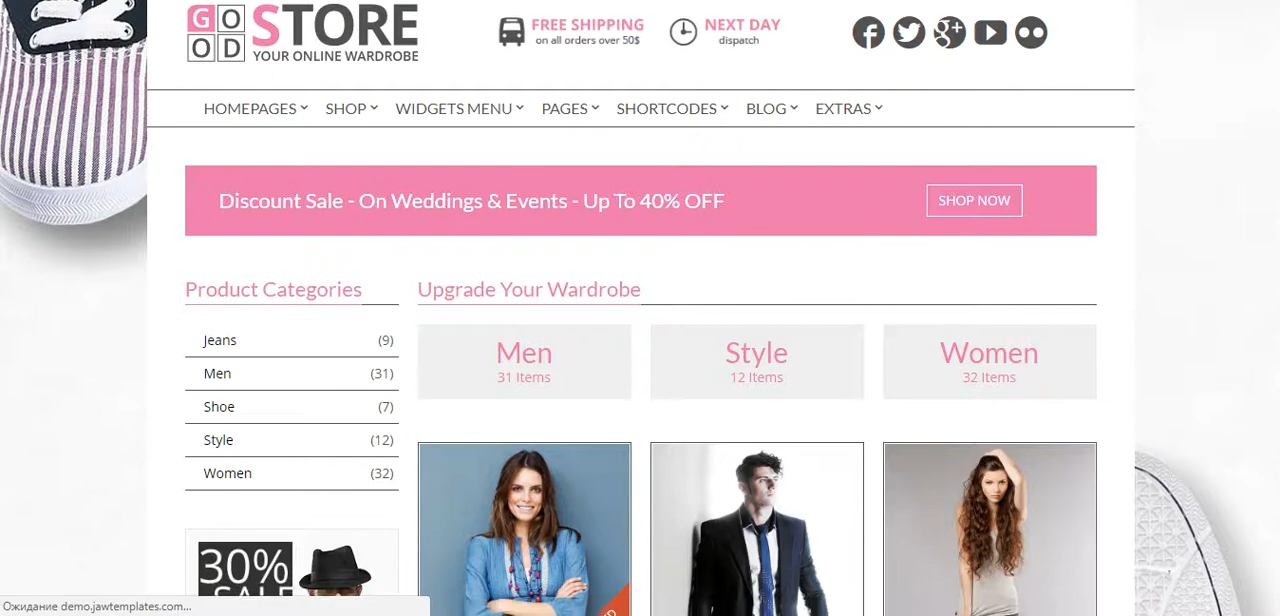 GO
OD
STORE
YOUR ONLINE WARDROBE
FREE SHIPPING
on all orders over 50$
NEXT DAY
dispatch
HOMEPAGES SHOP WIDGETS MENU PAGES SHORTCODES BLOG EXTRAS
Discount Sale - On Weddings & Events - Up To 40% OFF
SHOP NOW
Product Categories
Jeans (9)
Men (31)
Shoe (7)
Style (12)
Women (32)
Upgrade Your Wardrobe
Men
31 Items
Style
12 Items
Women
32 Items
30%
SALE
Ожидание demo.jawtemplates.com...